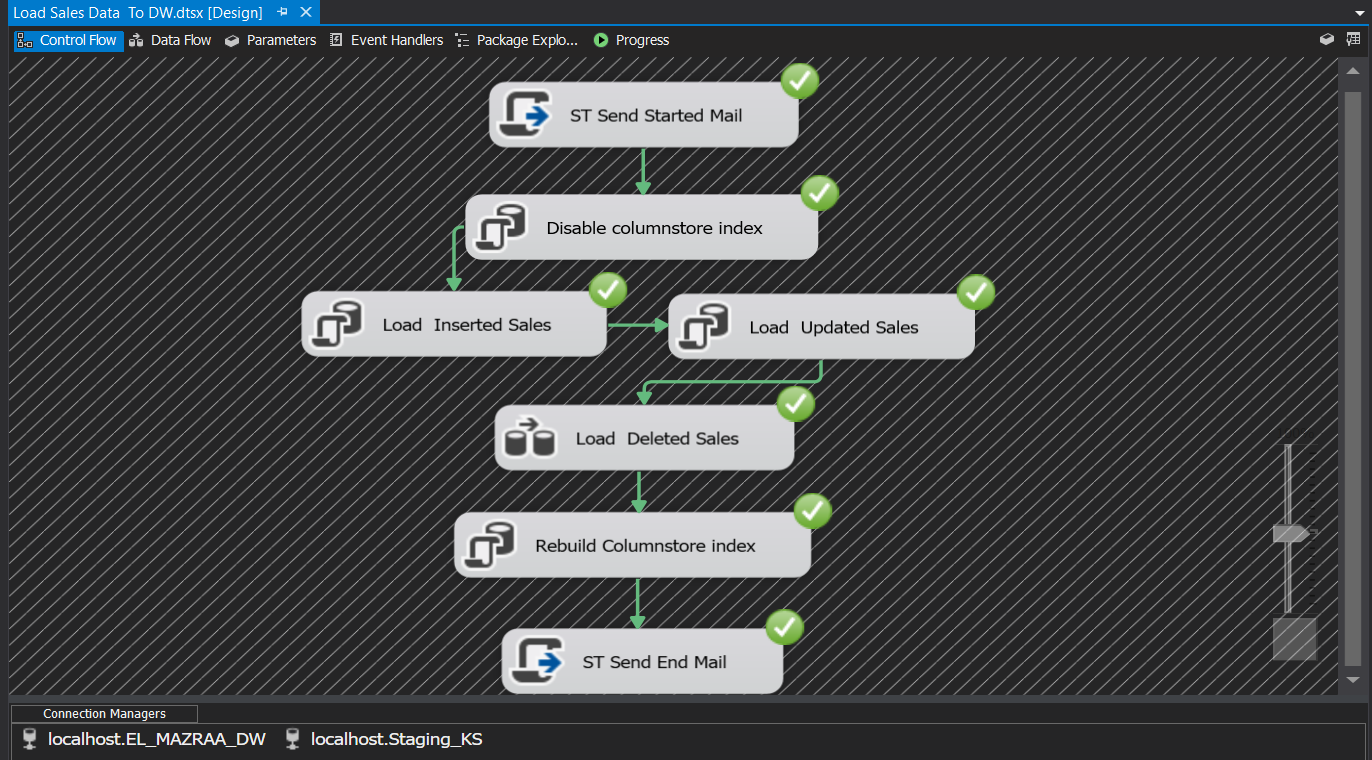 Load Sales Data  To DW.dtsx [Design]
Control Flow Data Flow Parameters Event Handlers Package Explo... Progress
ST Send Started Mail
Disable columnstore index
Load  Inserted Sales
Load  Updated Sales
Load  Deleted Sales
Rebuild Columnstore index
ST Send End Mail
Connection Managers
localhost.EL_MAZRAA_DW localhost.Staging_KS